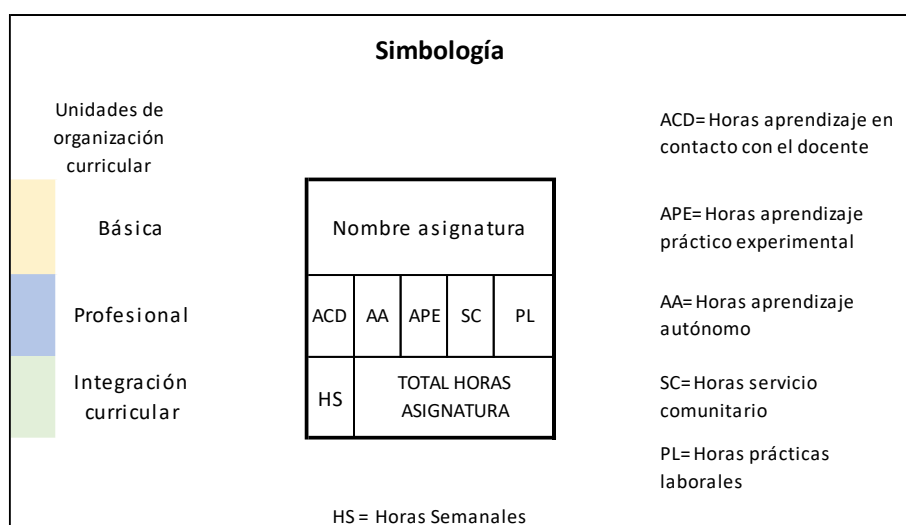 Simbología
Unidades de
organización
curricular
Básica
Profesional
Integración
curricular
Nombre asignatura
ACD AA APE SC PL
HS
TOTAL HORAS
ASIGNATURA
HS = Horas Semanales
ACD= Horas aprendizaje en
contacto con el docente
APE= Horas aprendizaje
práctico experimental
AA= Horas aprendizaje
autónomo
SC= Horas servicio
comunitario
PL= Horas prácticas
laborales